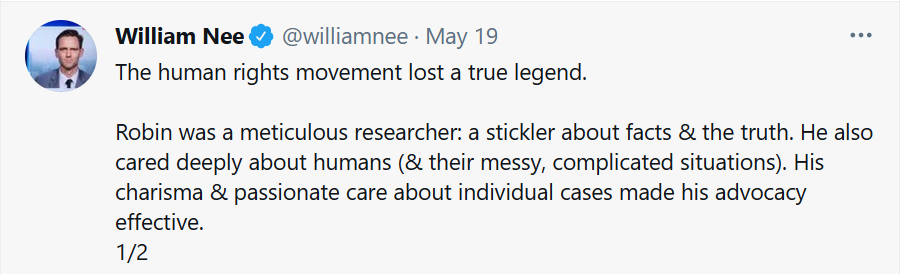 William Nee @williamnee · May 19
The human rights movement lost a true legend.
Robin was a meticulous researcher: a stickler about facts & the truth. He also
cared deeply about humans (& their messy, complicated situations). His
charisma & passionate care about individual cases made his advocacy
effective.
1/2